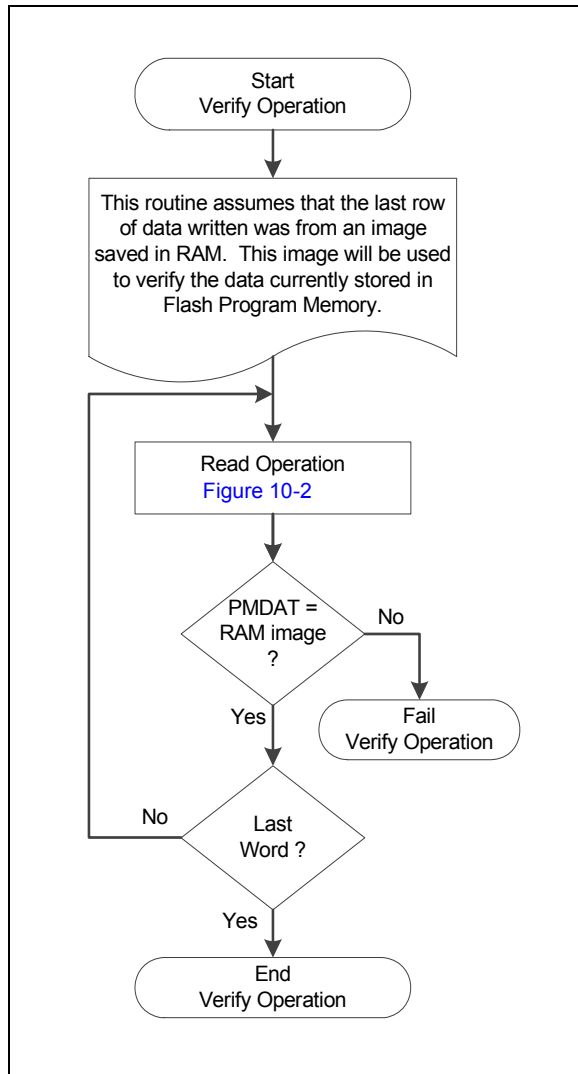 Start
Verify Operation
This routine assumes that the last row
of data written was from an image
saved in RAM. This image will be used
to verify the data currently stored in
Flash Program Memory.
Read Operation
Figure 10-2
PMDAT =
RAM image
?
No
Yes
Fail
Verify Operation
No
Last
Word ?
Yes
End
Verify Operation